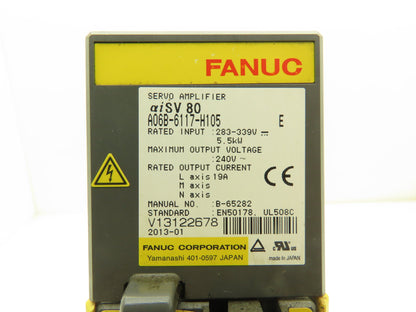 FANUC
SERVO AMPLIFIER
αiSV 80
A06B-6117-H105 E
RATED INPUT :283-339V ⎓
5.5kW
MAXIMUM OUTPUT VOLTAGE
:240V ~
RATED OUTPUT CURRENT
L axis 19A
M axis
N axis
MANUAL NO. :B-65282
STANDARD :EN50178, UL508C
V13122678
2013-01
FANUC CORPORATION
Yamanashi 401-0597 JAPAN
c UL us
made in JAPAN